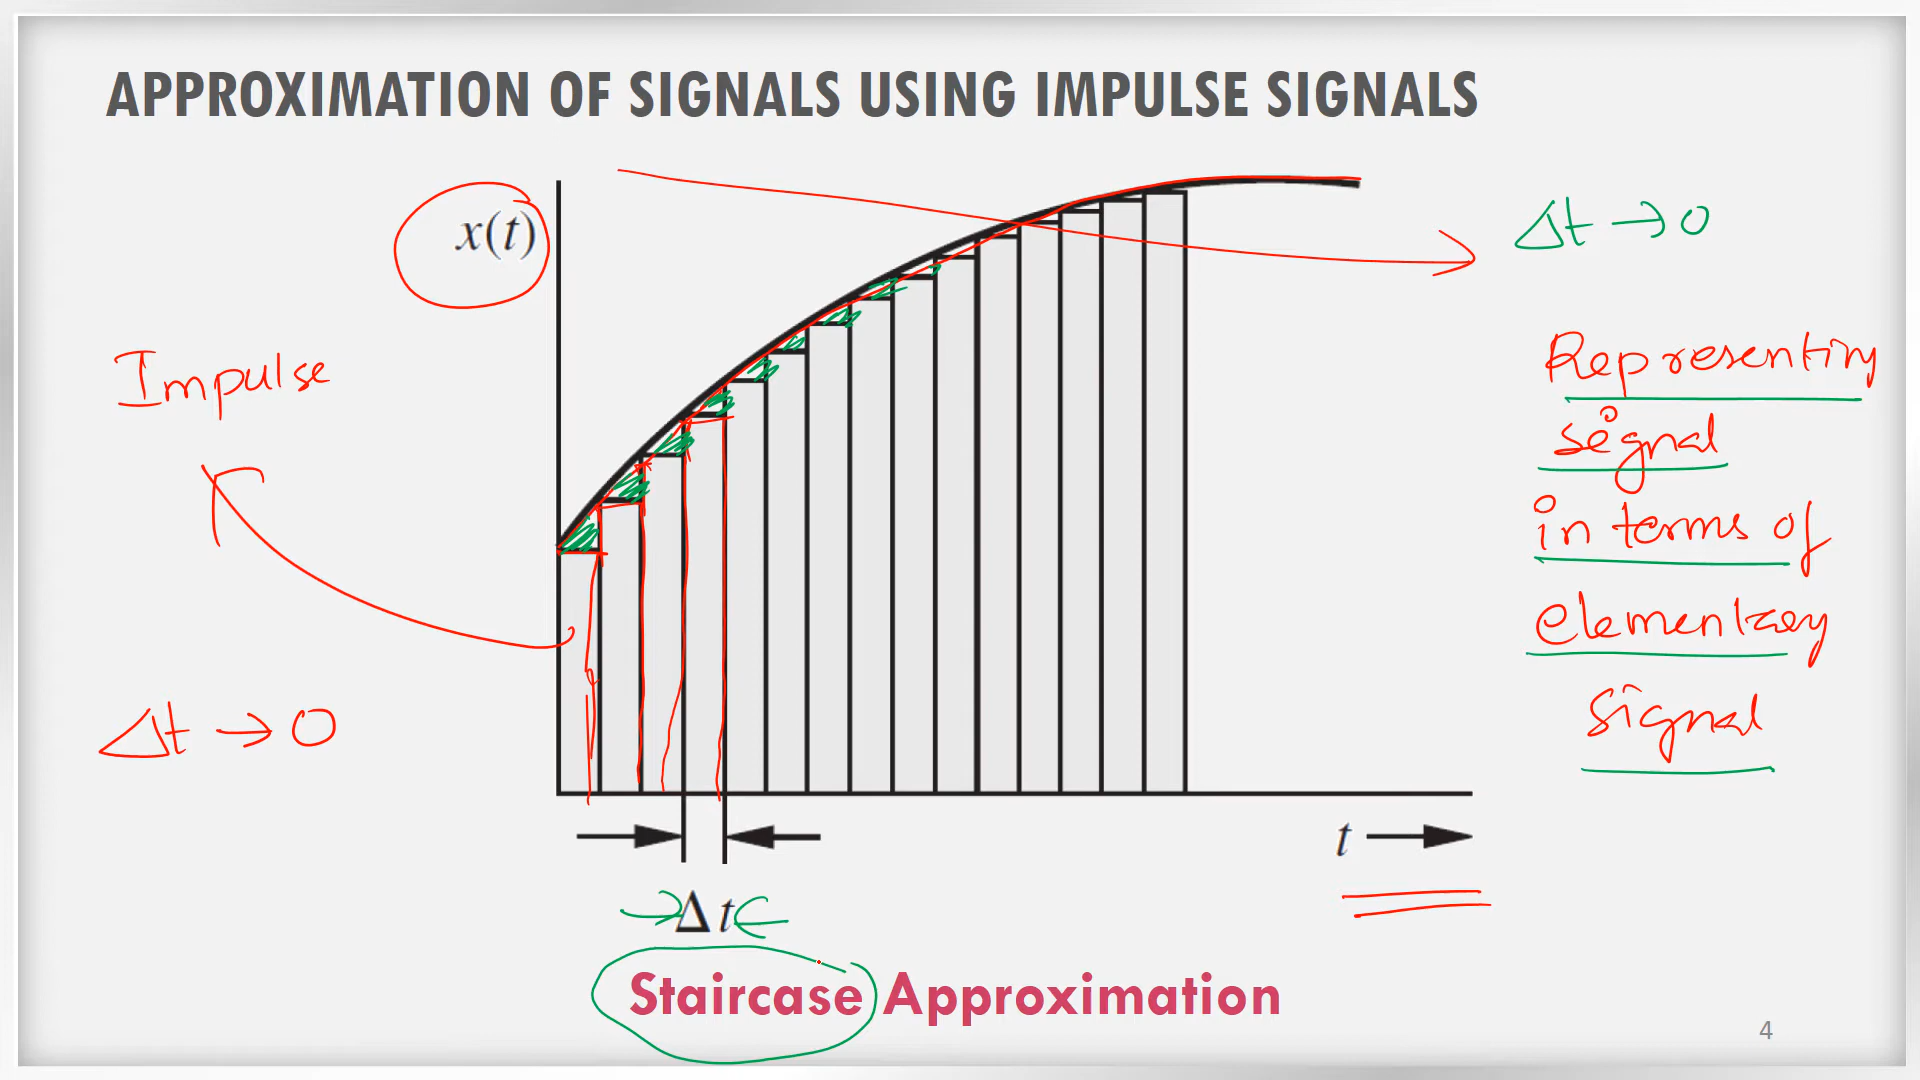 APPROXIMATION OF SIGNALS USING IMPULSE SIGNALS
x(t)
Δt → 0
Impulse
Representing
signal
in terms of
elementary
signal
Δt → 0
t
Δ t
Staircase Approximation
4